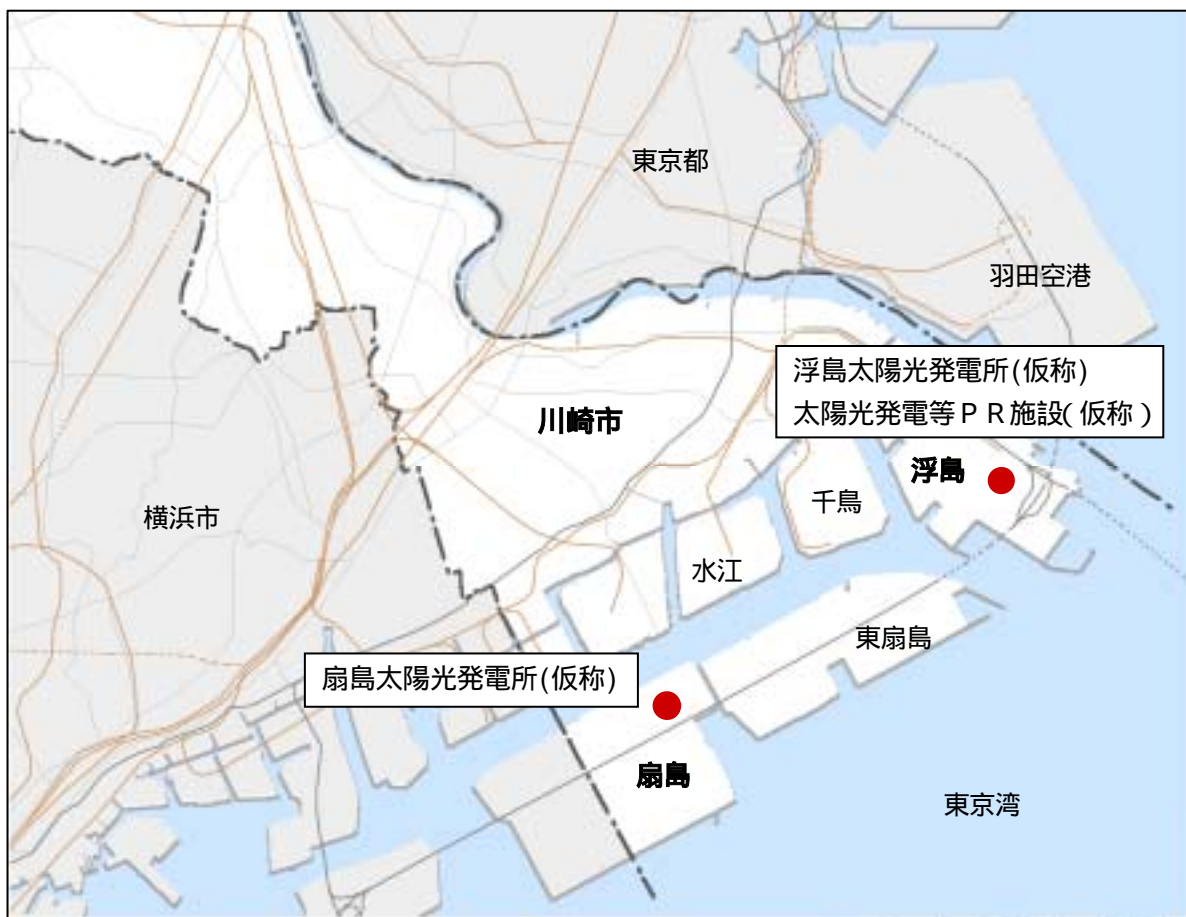 東京都
羽田空港
浮島太陽光発電所(仮称)
太陽光発電等ＰＲ施設(仮称)
川崎市
浮島
千鳥
横浜市
水江
東扇島
扇島太陽光発電所(仮称)
扇島
東京湾